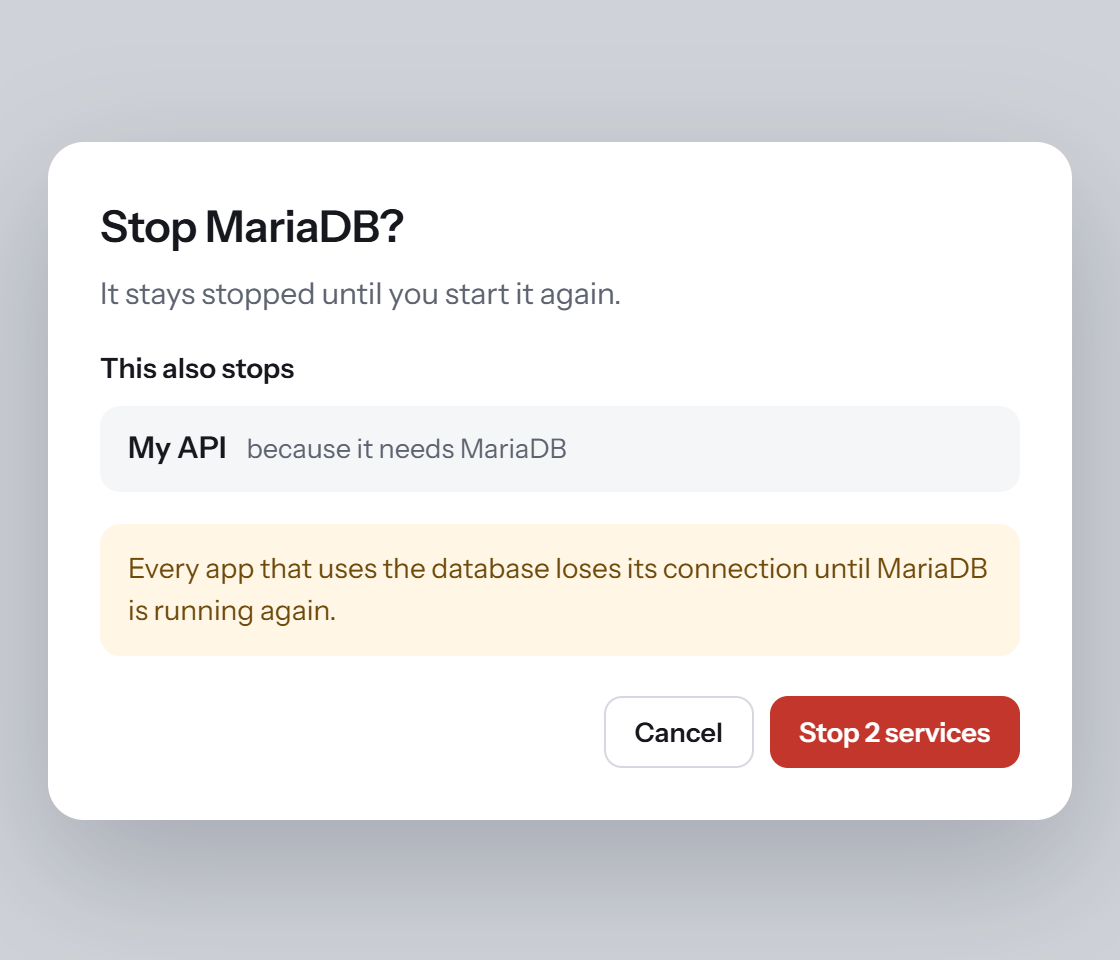 Stop MariaDB?
It stays stopped until you start it again.
This also stops
My API because it needs MariaDB
Every app that uses the database loses its connection until MariaDB
is running again.
Cancel
Stop 2 services